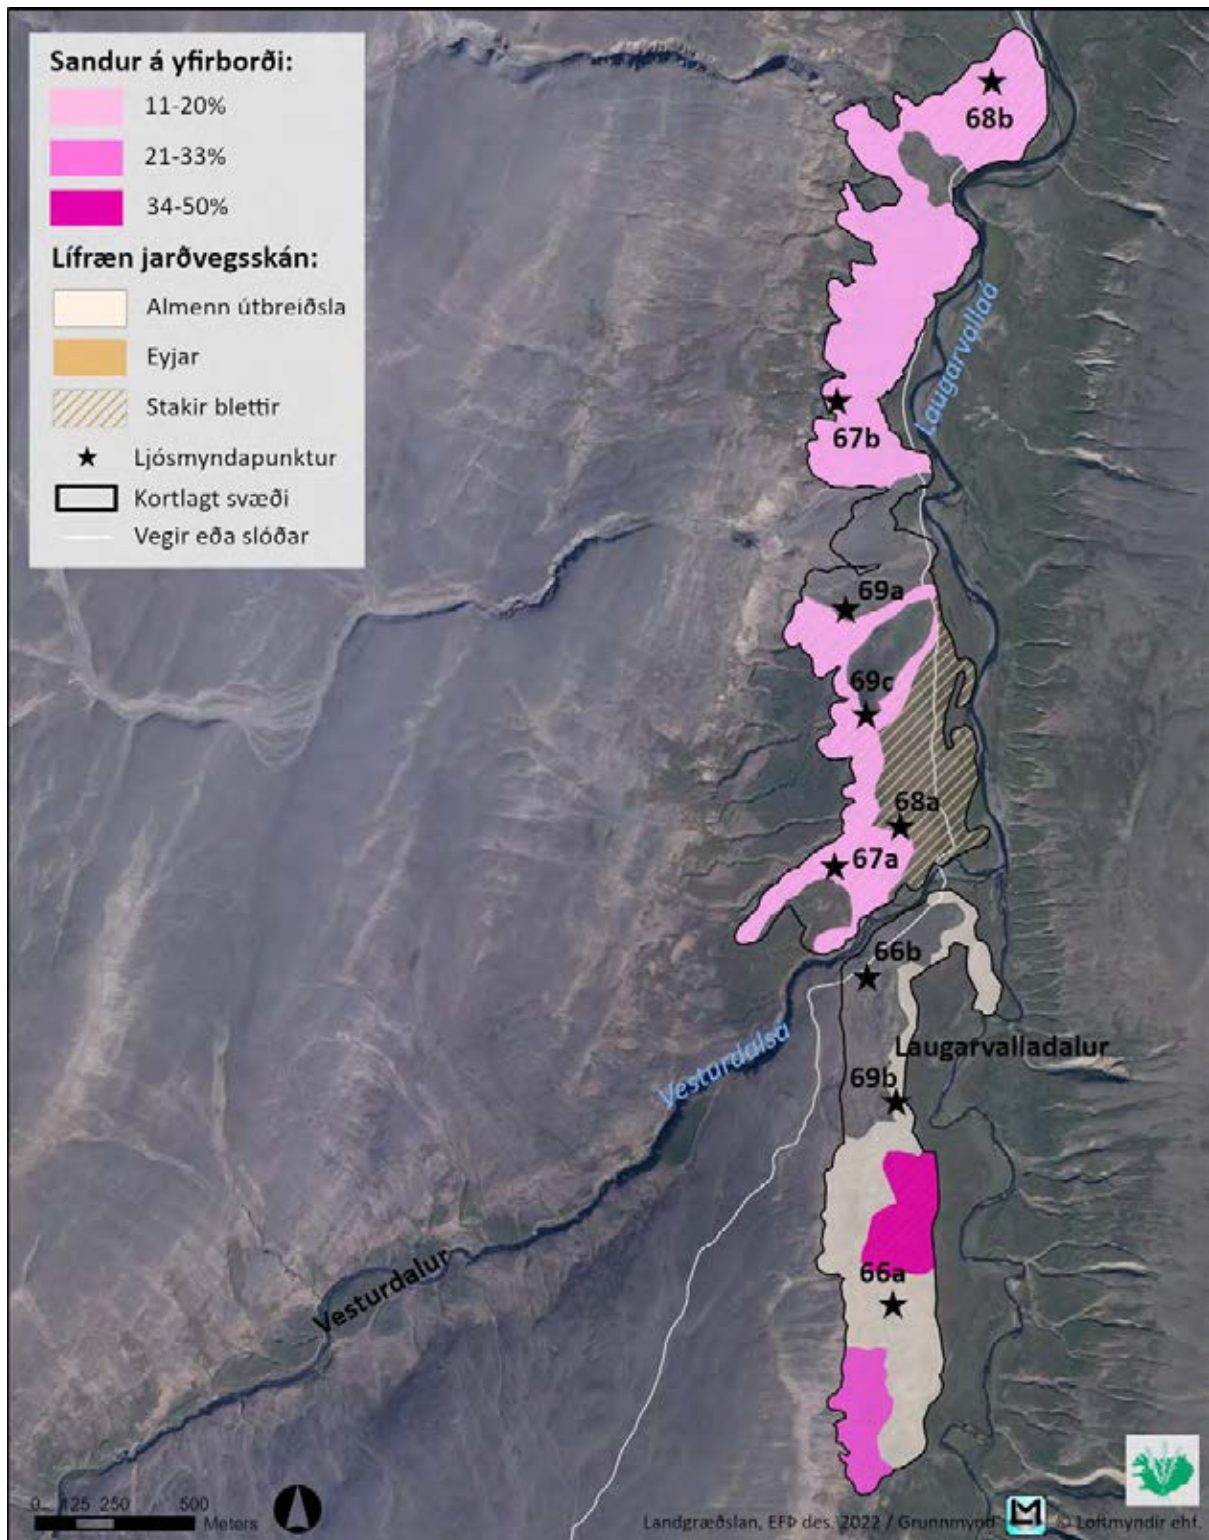 Sandur á yfirborði:
11-20%
21-33%
34-50%
Lífræn jarðvegsskán:
Almenn útbreiðsla
Eyjar
Stakir blettir
Ljósmyndapunktur
Kortlagt svæði
Vegir eða slóðar
68b
Laugarvallaá
67b
69a
69c
68a
67a
66b
Vesturdalsá
Laugarvalladalur
69b
66a
Vesturdalur
0 125 250 500
Meters
Landgræðslan, EFÞ des. 2022 / Grunnmynd © Loftmyndir ehf.